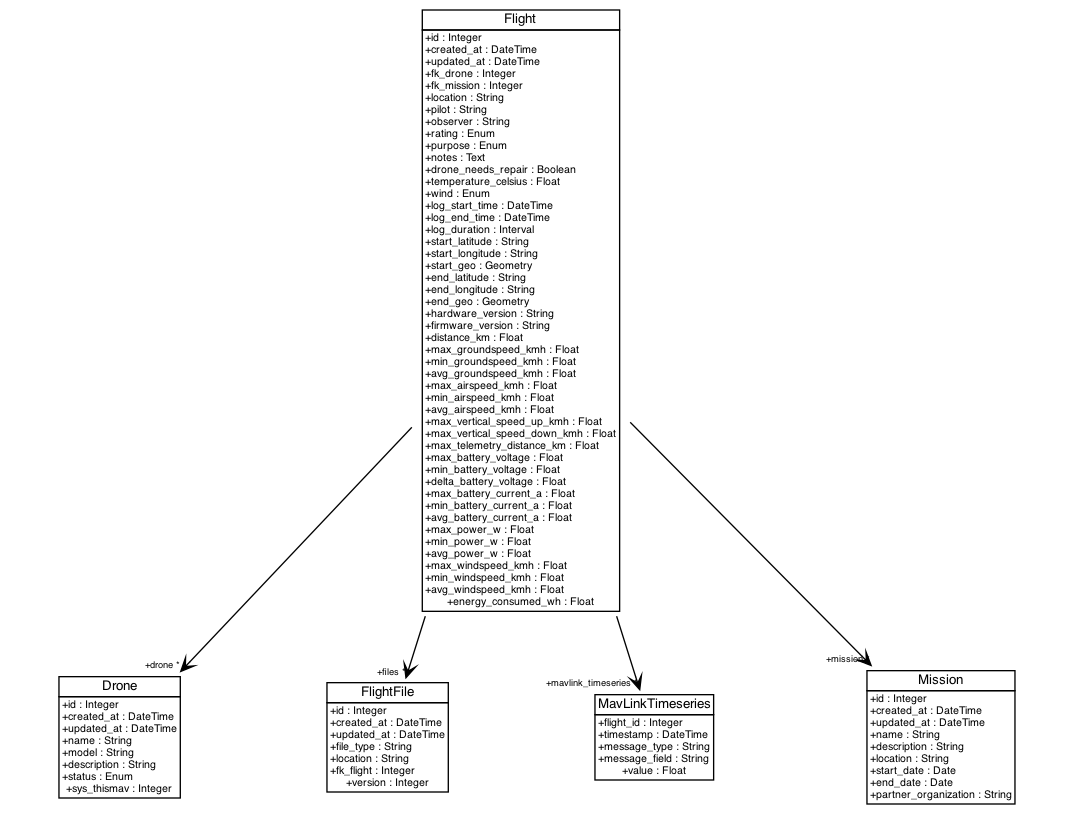 Flight
+id : Integer
+created_at : DateTime
+updated_at : DateTime
+fk_drone : Integer
+fk_mission : Integer
+location : String
+pilot : String
+observer : String
+rating : Enum
+purpose : Enum
+notes : Text
+drone_needs_repair : Boolean
+temperature_celsius : Float
+wind : Enum
+log_start_time : DateTime
+log_end_time : DateTime
+log_duration : Interval
+start_latitude : String
+start_longitude : String
+start_geo : Geometry
+end_latitude : String
+end_longitude : String
+end_geo : Geometry
+hardware_version : String
+firmware_version : String
+distance_km : Float
+max_groundspeed_kmh : Float
+min_groundspeed_kmh : Float
+avg_groundspeed_kmh : Float
+max_airspeed_kmh : Float
+min_airspeed_kmh : Float
+avg_airspeed_kmh : Float
+max_vertical_speed_up_kmh : Float
+max_vertical_speed_down_kmh : Float
+max_telemetry_distance_km : Float
+max_battery_voltage : Float
+min_battery_voltage : Float
+delta_battery_voltage : Float
+max_battery_current_a : Float
+min_battery_current_a : Float
+avg_battery_current_a : Float
+max_power_w : Float
+min_power_w : Float
+avg_power_w : Float
+max_windspeed_kmh : Float
+min_windspeed_kmh : Float
+avg_windspeed_kmh : Float
+energy_consumed_wh : Float
+drone *
Drone
+id : Integer
+created_at : DateTime
+updated_at : DateTime
+name : String
+model : String
+description : String
+status : Enum
+sys_thismav : Integer
+files
FlightFile
+id : Integer
+created_at : DateTime
+updated_at : DateTime
+file_type : String
+location : String
+fk_flight : Integer
+version : Integer
+mavlink_timeseries
MavLinkTimeseries
+flight_id : Integer
+timestamp : DateTime
+message_type : String
+message_field : String
+value : Float
+mission
Mission
+id : Integer
+created_at : DateTime
+updated_at : DateTime
+name : String
+description : String
+location : String
+start_date : Date
+end_date : Date
+partner_organization : String